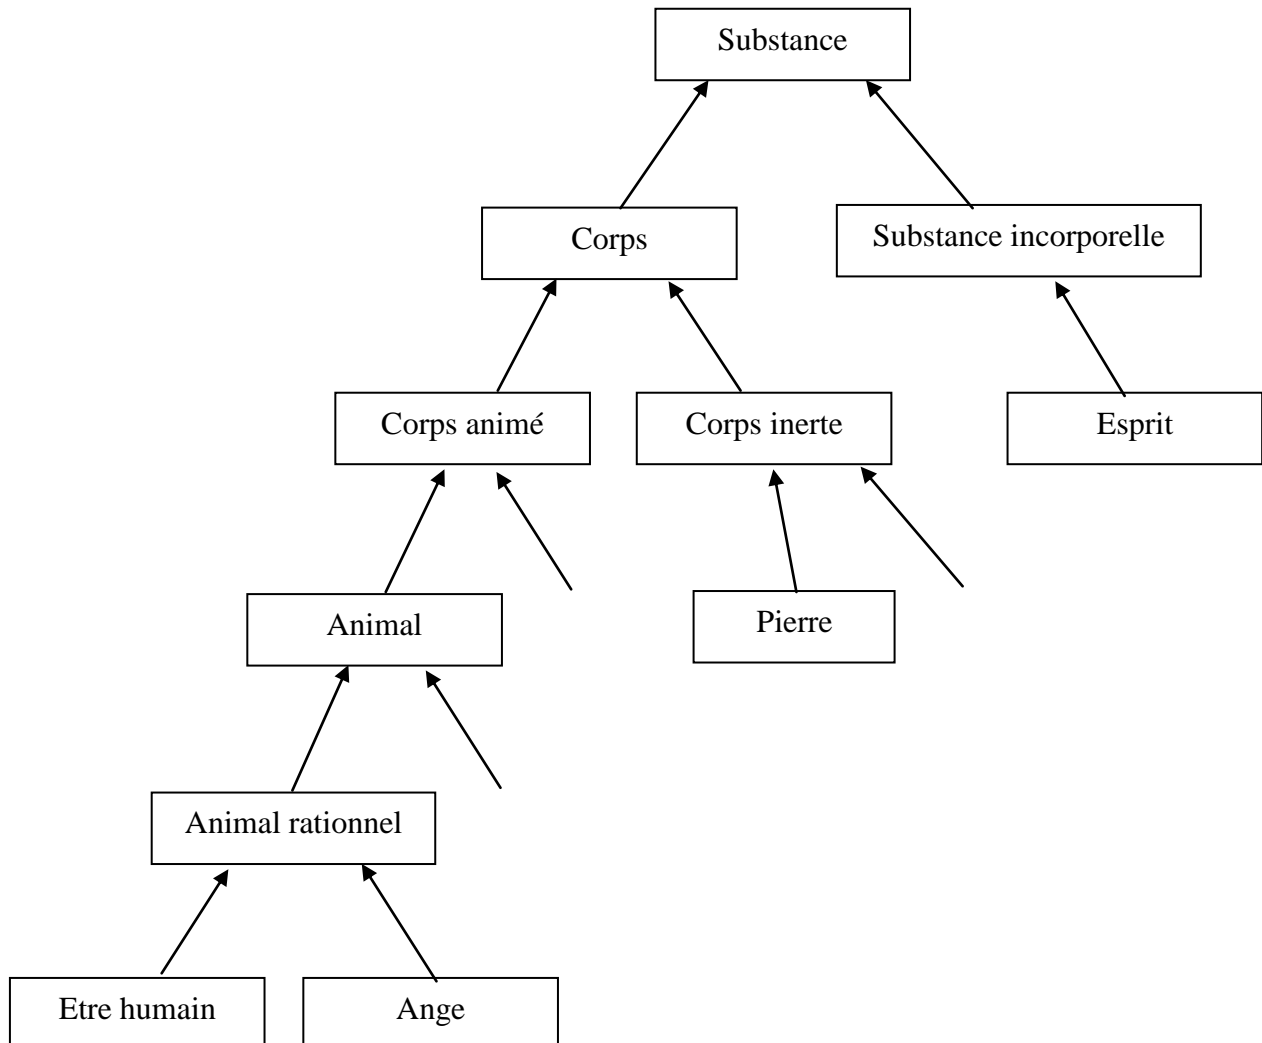 Substance
Corps
Substance incorporelle
Corps animé
Corps inerte
Esprit
Animal
Pierre
Animal rationnel
Etre humain
Ange